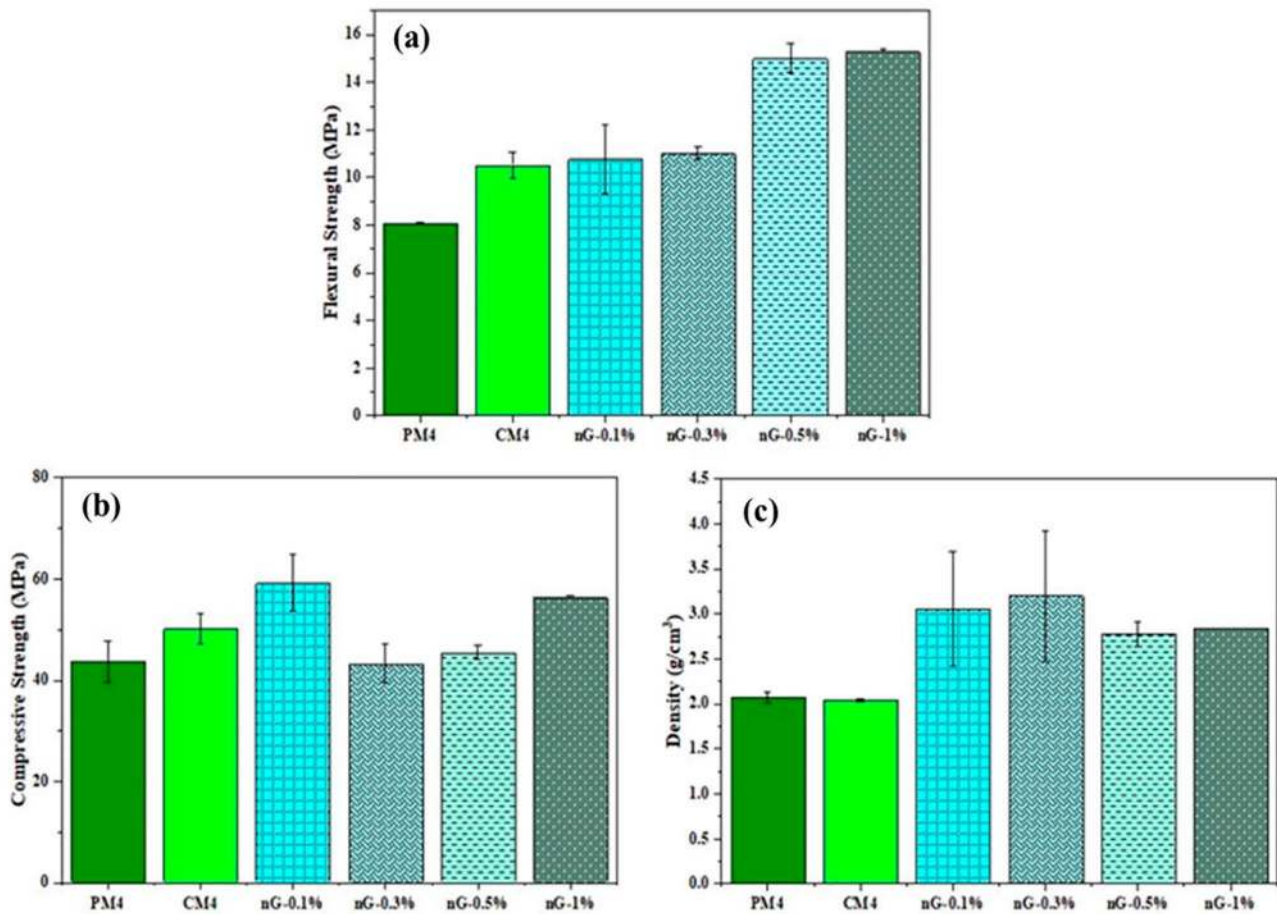 (a)
Flexural Strength (MPa)
16
14
12
10
8
6
4
2
0
PM4 CM4 nG-0.1% nG-0.3% nG-0.5% nG-1%
(b)
Compressive Strength (MPa)
80
60
40
20
0
PM4 CM4 nG-0.1% nG-0.3% nG-0.5% nG-1%
(c)
Density (g/cm³)
4.5
4.0
3.5
3.0
2.5
2.0
1.5
1.0
0.5
0.0
PM4 CM4 nG-0.1% nG-0.3% nG-0.5% nG-1%